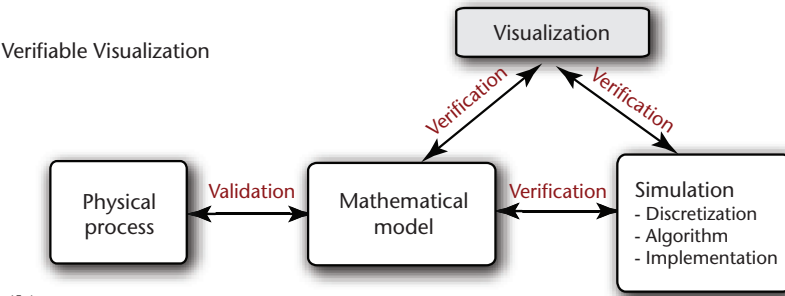 Verifiable Visualization
Visualization
Verification
Verification
Physical
process
Validation
Mathematical
model
Verification
Simulation
- Discretization
- Algorithm
- Implementation